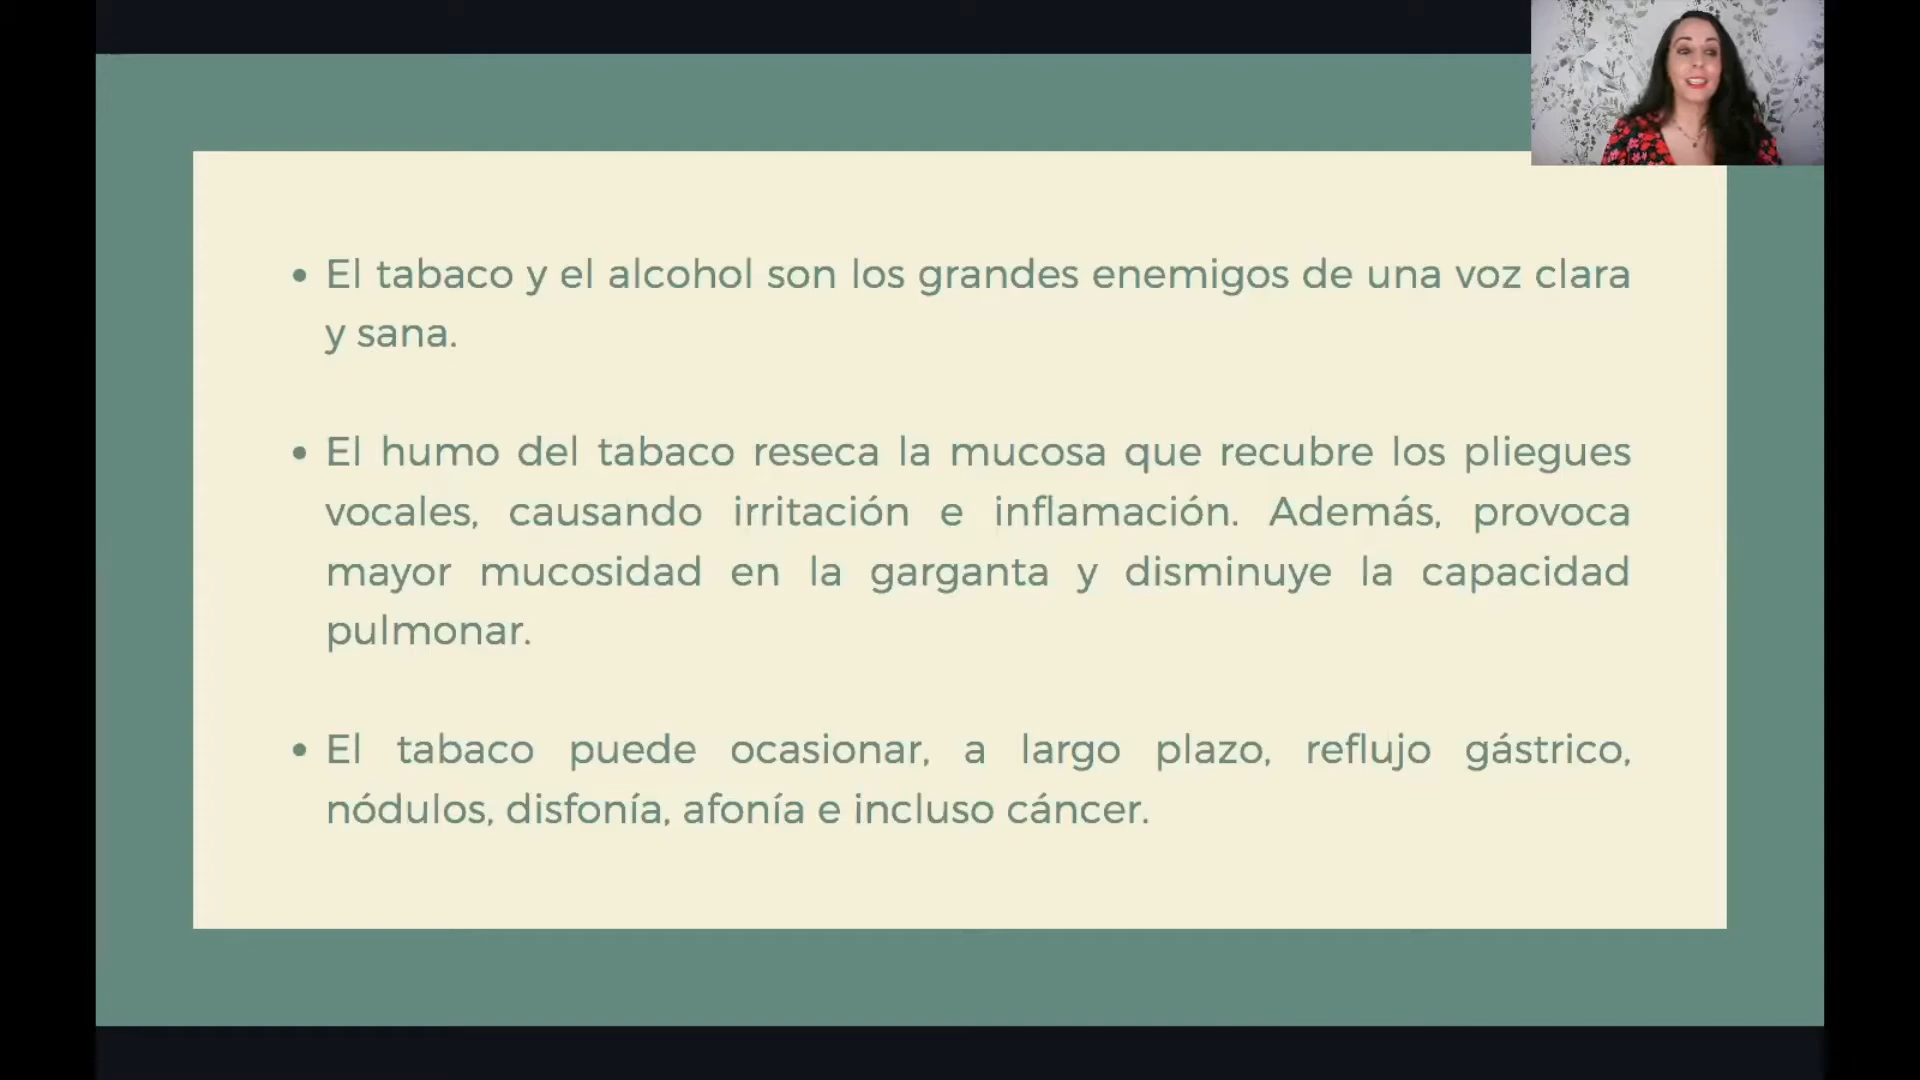 • El tabaco y el alcohol son los grandes enemigos de una voz clara
y sana.
• El humo del tabaco reseca la mucosa que recubre los pliegues
vocales, causando irritación e inflamación. Además, provoca
mayor mucosidad en la garganta y disminuye la capacidad
pulmonar.
• El tabaco puede ocasionar, a largo plazo, reflujo gástrico,
nódulos, disfonía, afonía e incluso cáncer.